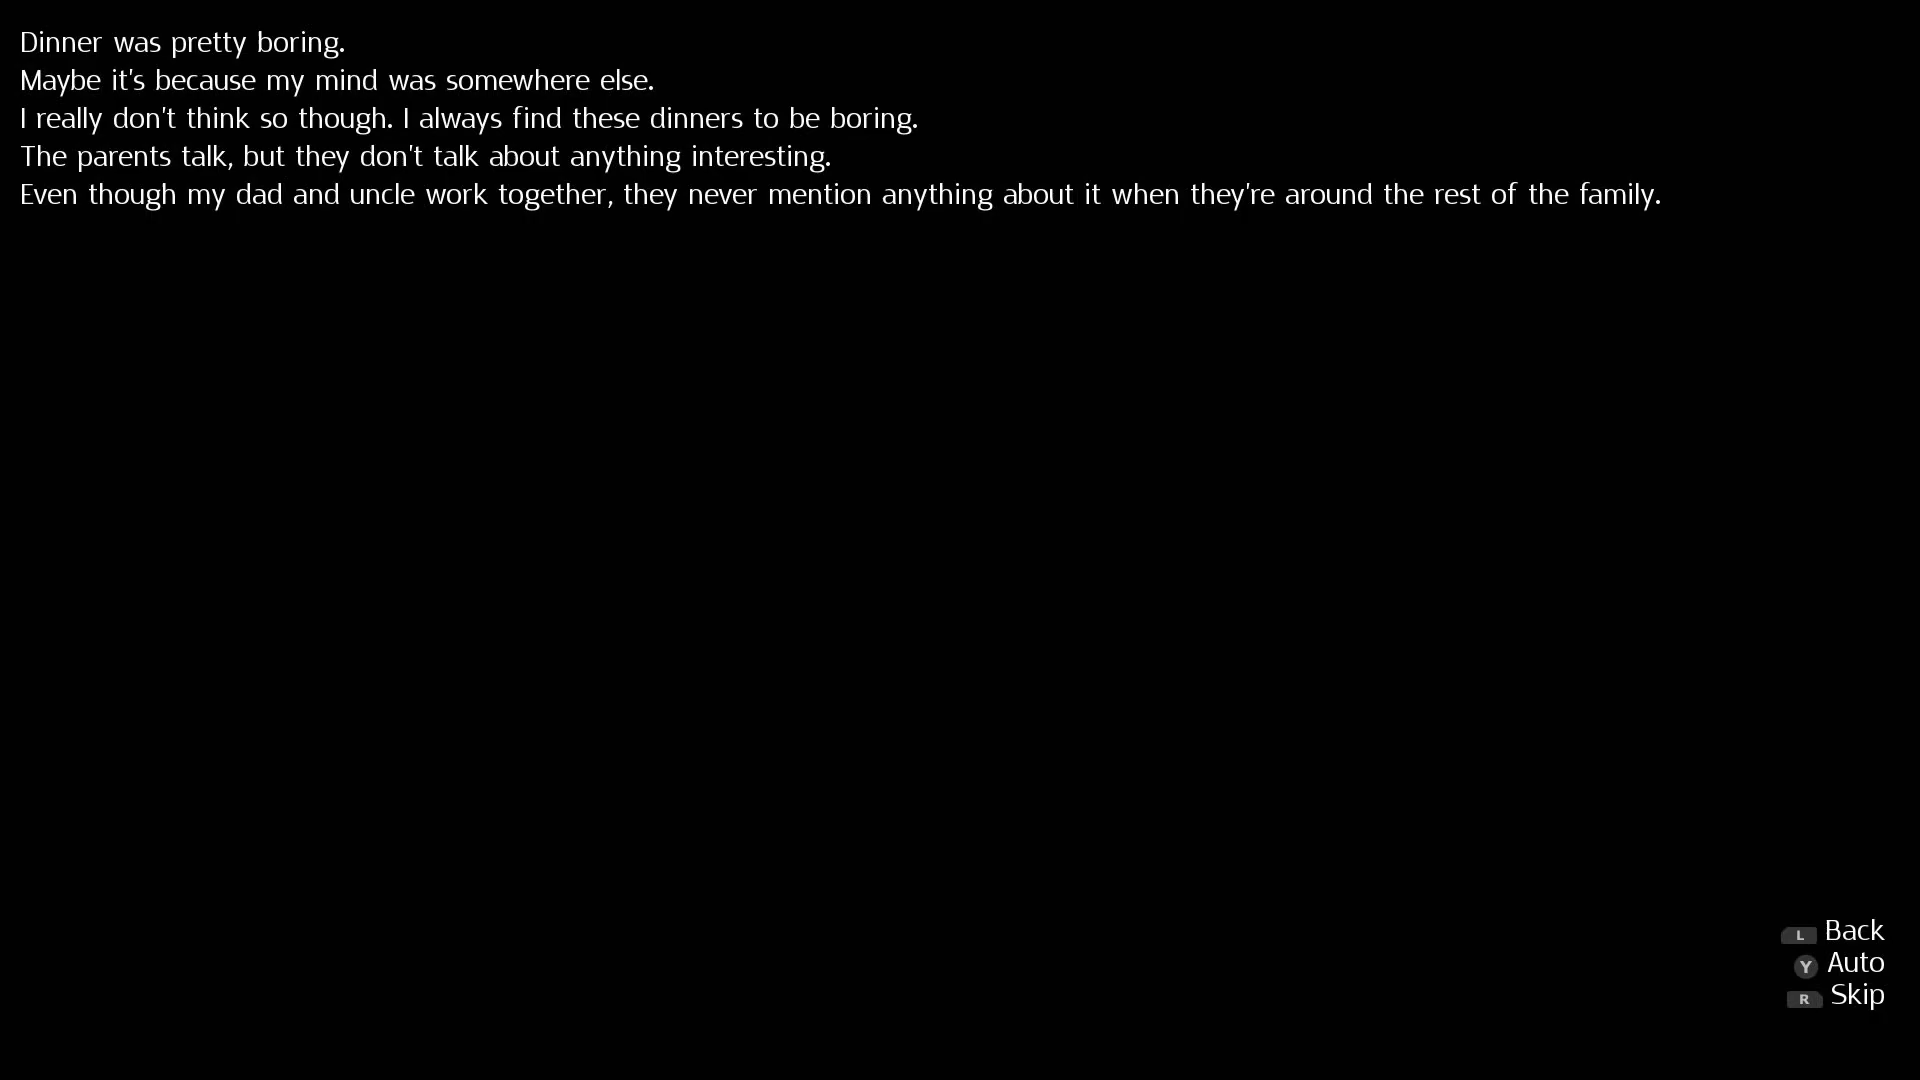 Dinner was pretty boring.
Maybe it's because my mind was somewhere else.
I really don't think so though. I always find these dinners to be boring.
The parents talk, but they don't talk about anything interesting.
Even though my dad and uncle work together, they never mention anything about it when they're around the rest of the family.
L Back
Y Auto
R Skip